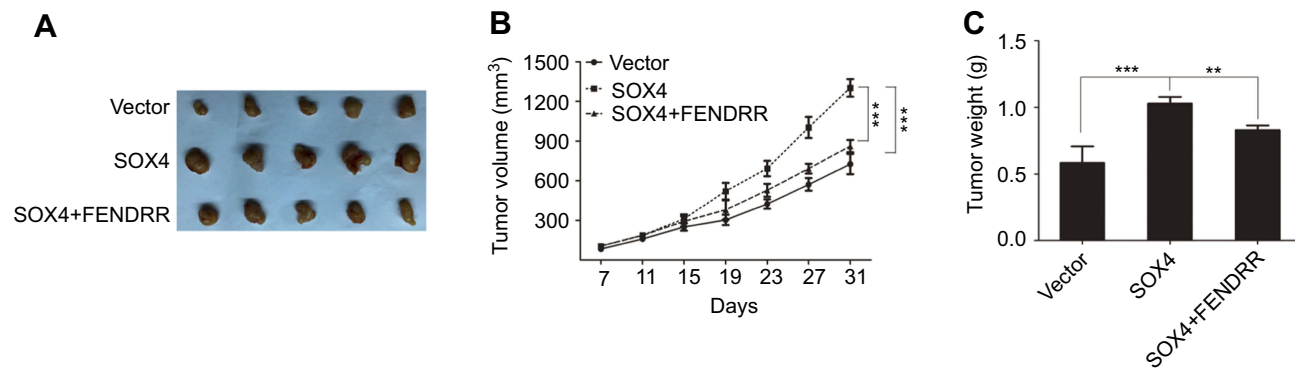 A
Vector
SOX4
SOX4+FENDRR
B
Tumor volume (mm3)
1500
1200
900
600
300
7 11 15 19 23 27 31
Days
Vector
SOX4
SOX4+FENDRR
***
***
C
Tumor weight (g)
1.5
1.0
0.5
0.0
*** **
Vector
SOX4
SOX4+FENDRR